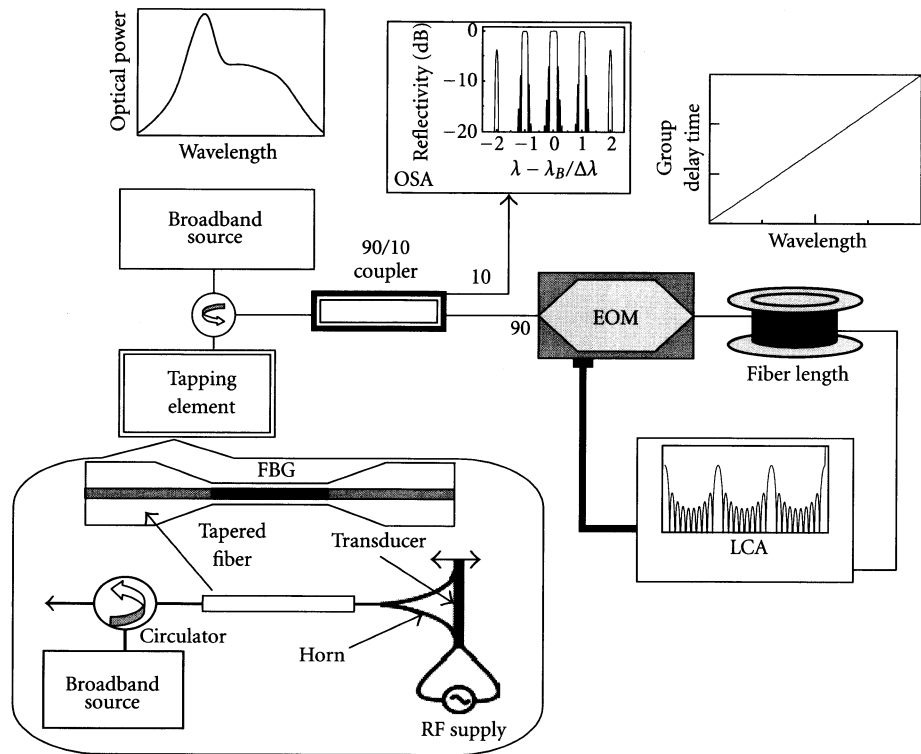 Optical power
Wavelength
Reflectivity (dB)
0
−10
−20
−2 −1 0 1 2
λ − λB/Δλ
OSA
Group
delay time
Wavelength
Broadband
source
90/10
coupler
10
90
EOM
Fiber length
Tapping
element
LCA
FBG
Tapered
fiber
Transducer
Circulator
Horn
Broadband
source
RF supply